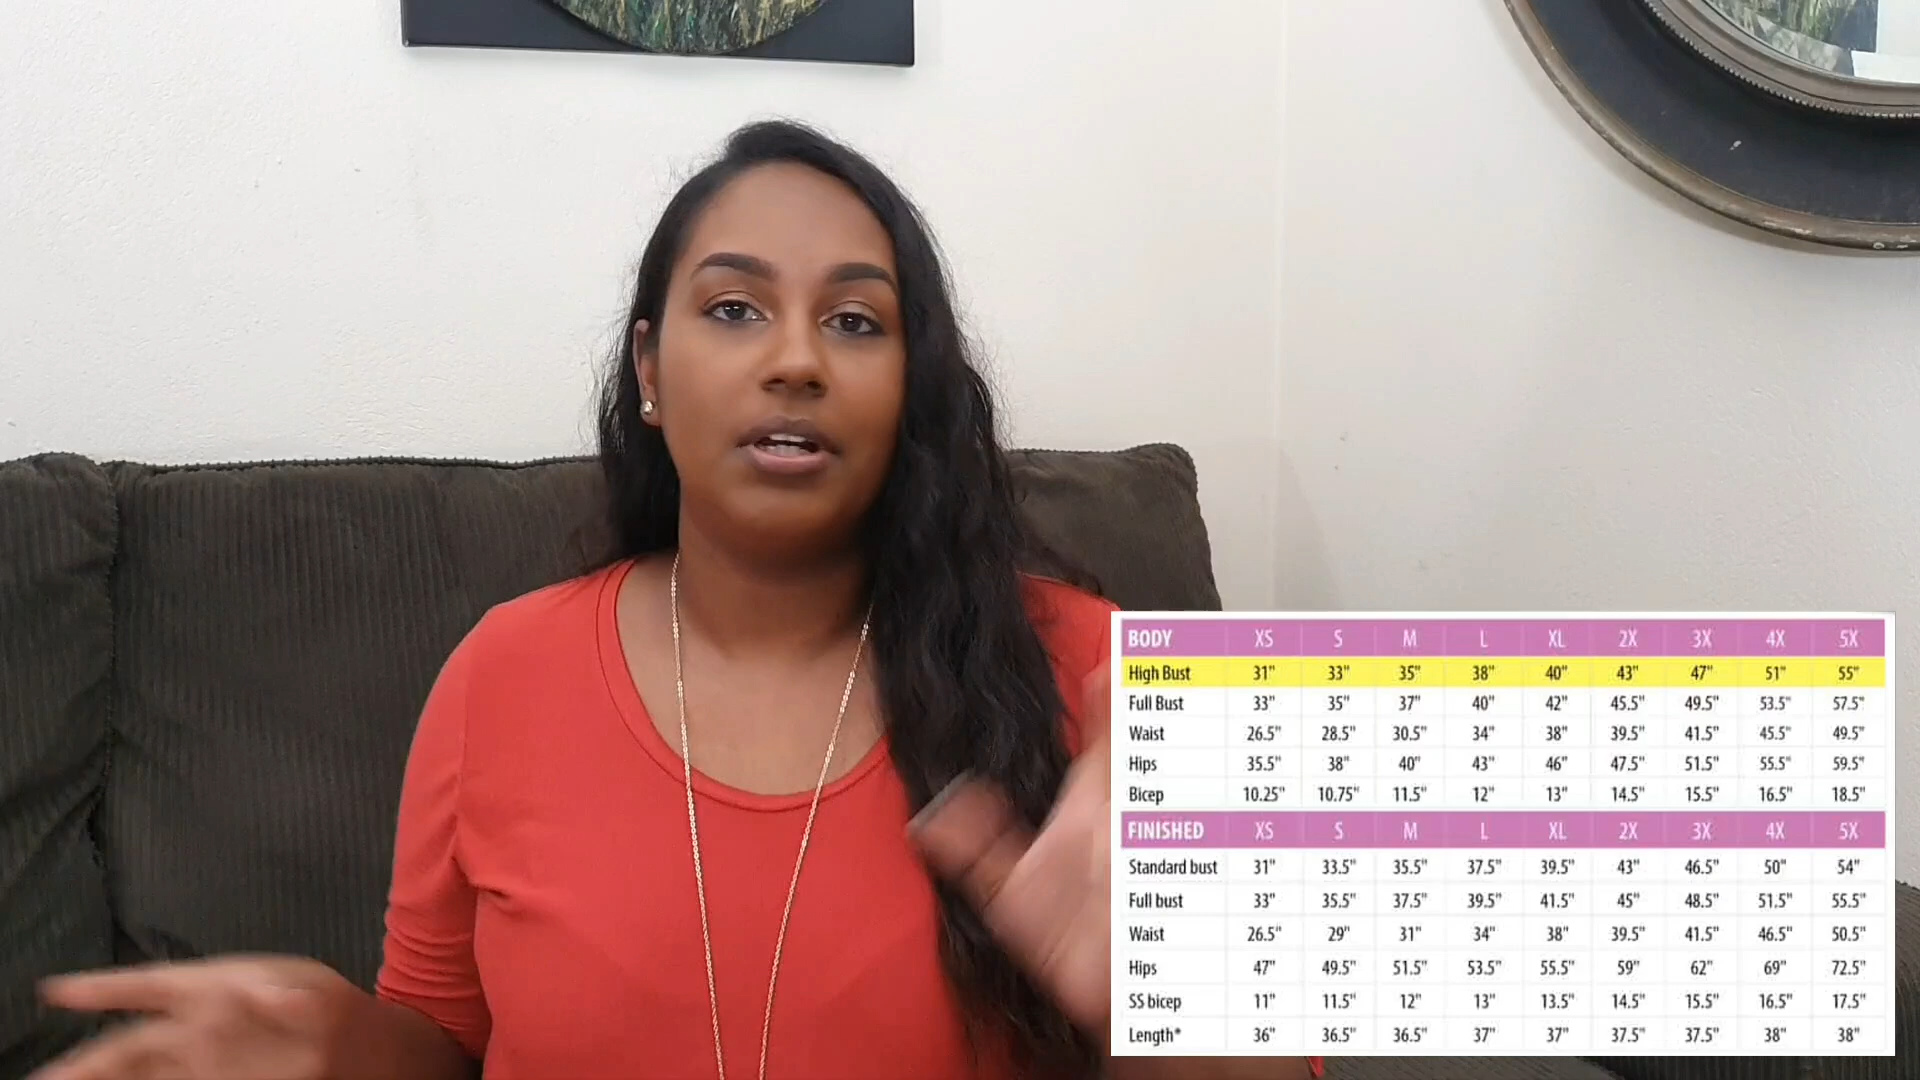 BODY XS S M L XL 2X 3X 4X 5X
High Bust 31" 33" 35" 38" 40" 43" 47" 51" 55"
Full Bust 33" 35" 37" 40" 42" 45.5" 49.5" 53.5" 57.5"
Waist 26.5" 28.5" 30.5" 34" 38" 39.5" 41.5" 45.5" 49.5"
Hips 35.5" 38" 40" 43" 46" 47.5" 51.5" 55.5" 59.5"
Bicep 10.25" 10.75" 11.5" 12" 13" 14.5" 15.5" 16.5" 18.5"
FINISHED XS S M L XL 2X 3X 4X 5X
Standard bust 31" 33.5" 35.5" 37.5" 39.5" 43" 46.5" 50" 54"
Full bust 33" 35.5" 37.5" 39.5" 41.5" 45" 48.5" 51.5" 55.5"
Waist 26.5" 29" 31" 34" 38" 39.5" 41.5" 46.5" 50.5"
Hips 47" 49.5" 51.5" 53.5" 55.5" 59" 62" 69" 72.5"
SS bicep 11" 11.5" 12" 13" 13.5" 14.5" 15.5" 16.5" 17.5"
Length* 36" 36.5" 36.5" 37" 37" 37.5" 37.5" 38" 38"